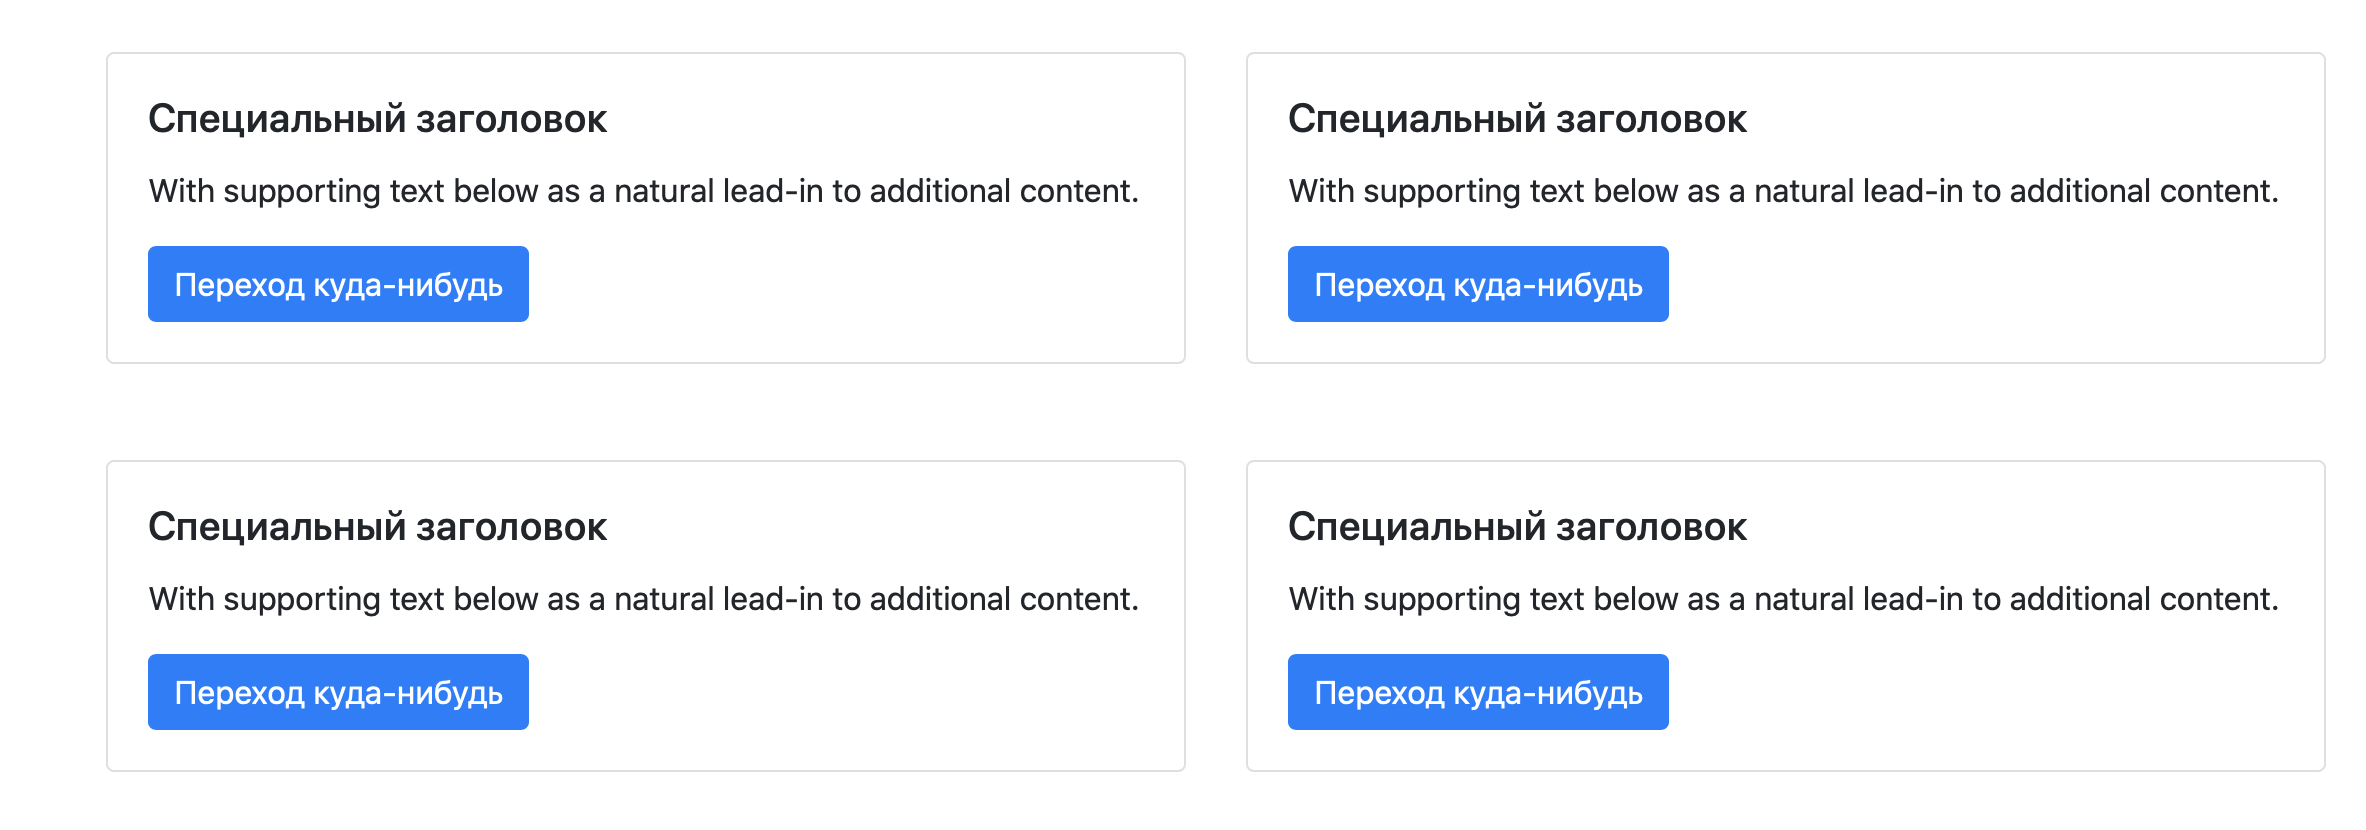 Специальный заголовок
With supporting text below as a natural lead-in to additional content.
Переход куда-нибудь
Специальный заголовок
With supporting text below as a natural lead-in to additional content.
Переход куда-нибудь
Специальный заголовок
With supporting text below as a natural lead-in to additional content.
Переход куда-нибудь
Специальный заголовок
With supporting text below as a natural lead-in to additional content.
Переход куда-нибудь